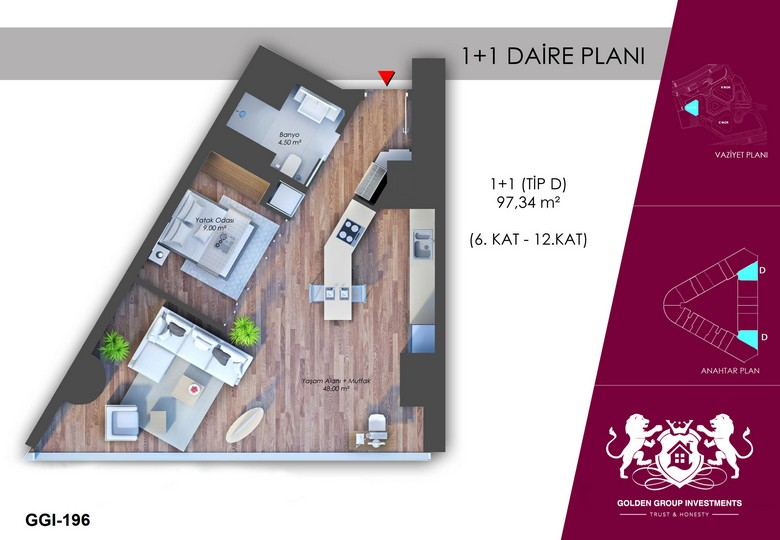 1+1 DAİRE PLANI
Banyo
4.50 m²
Yatak Odası
9.00 m²
Yaşam Alanı + Mutfak
48.00 m²
1+1 (TİP D)
97,34 m²
(6. KAT - 12.KAT)
VAZİYET PLANI
D
D
ANAHTAR PLAN
GOLDEN GROUP INVESTMENTS
TRUST & HONESTY
GGI-196